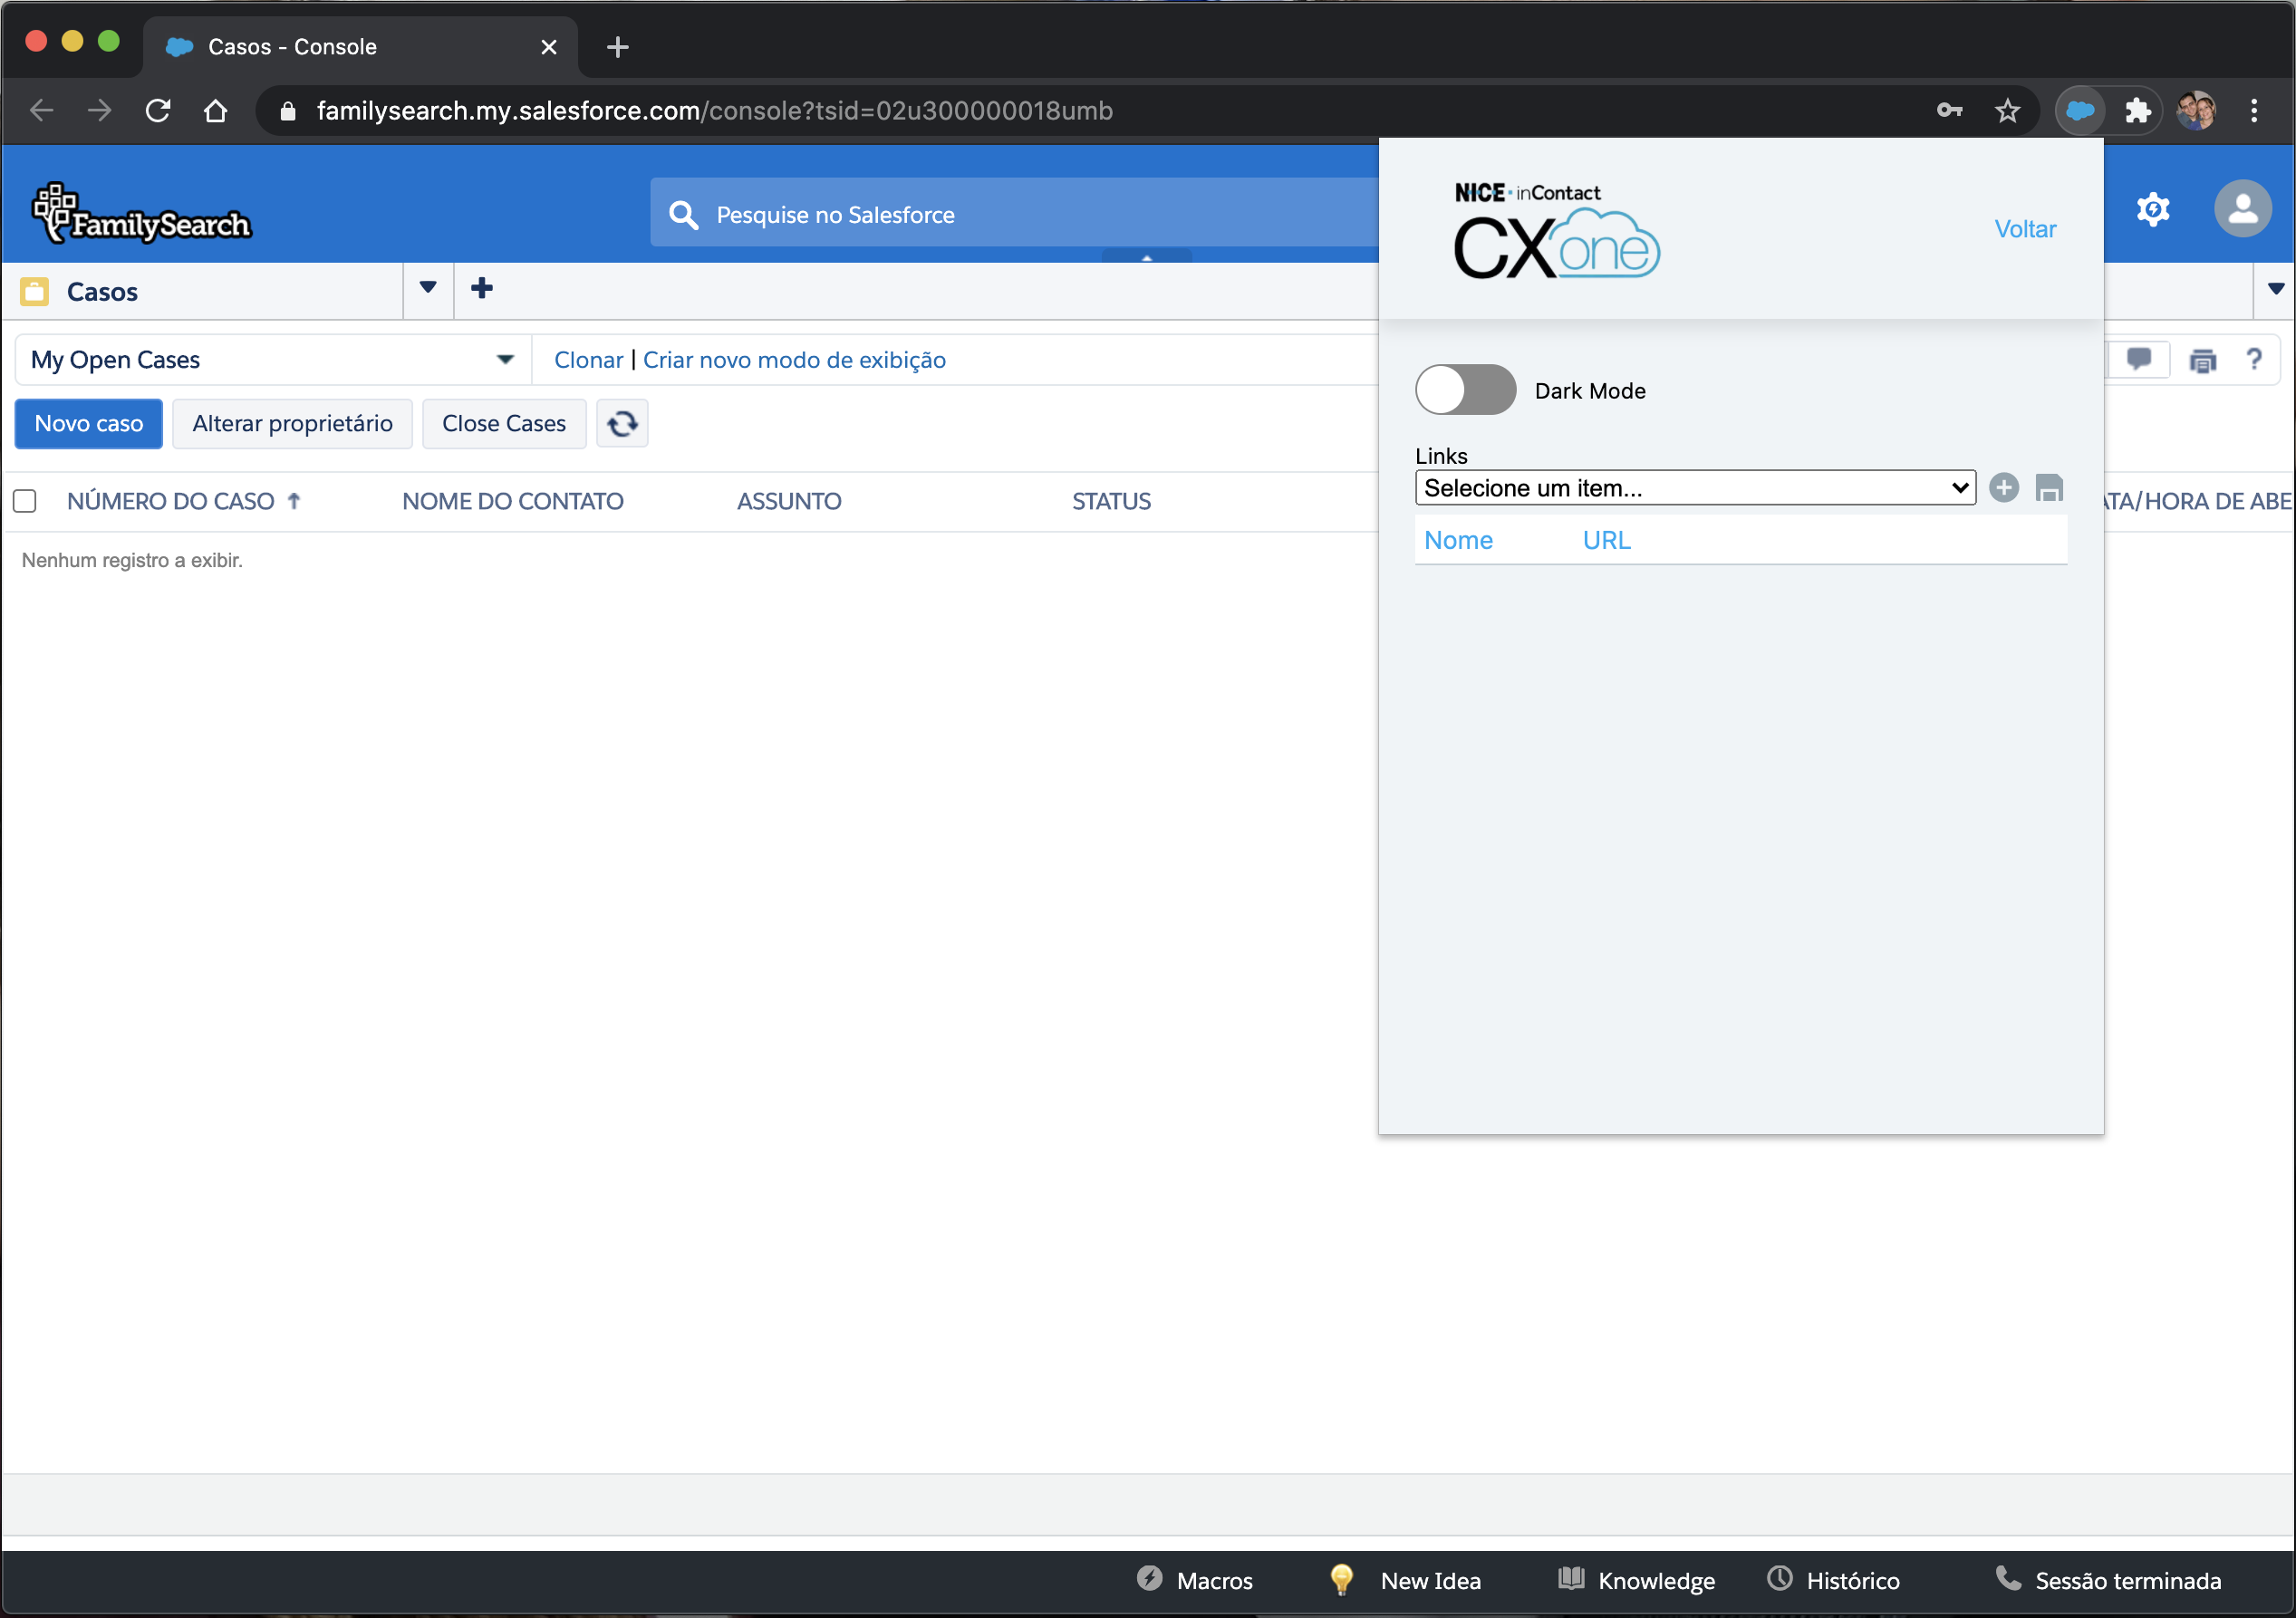 Casos - Console
familysearch.my.salesforce.com/console?tsid=02u300000018umb
FamilySearch
Pesquise no Salesforce
NICE inContact
CXone
Voltar
Casos
My Open Cases
Clonar | Criar novo modo de exibição
?
Dark Mode
Novo caso
Alterar proprietário
Close Cases
Links
Selecione um item...
NÚMERO DO CASO
NOME DO CONTATO
ASSUNTO
STATUS
ATA/HORA DE ABE
Nome
URL
Nenhum registro a exibir.
Macros
New Idea
Knowledge
Histórico
Sessão terminada